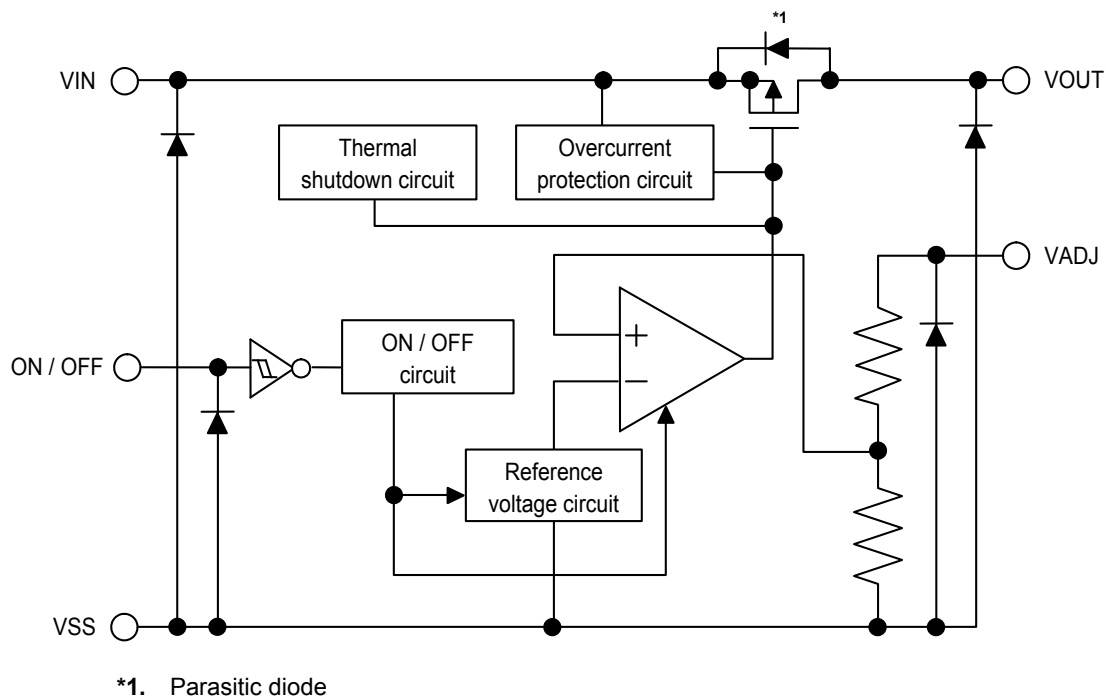 *1
VIN
VOUT
Thermal
shutdown circuit
Overcurrent
protection circuit
VADJ
ON / OFF
ON / OFF
circuit
+
−
Reference
voltage circuit
VSS
*1. Parasitic diode